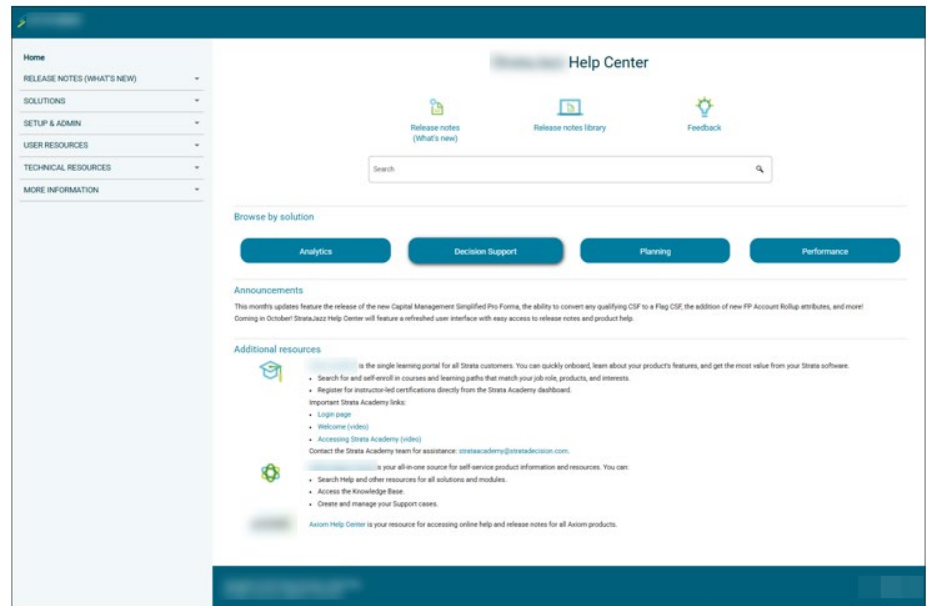 Home
RELEASE NOTES (WHAT'S NEW)
SOLUTIONS
SETUP & ADMIN
USER RESOURCES
TECHNICAL RESOURCES
MORE INFORMATION
Help Center
Release notes
(What's new)
Release notes library
Feedback
Search
Browse by solution
Analytics
Decision Support
Planning
Performance
Announcements
This month's updates feature the release of the new Capital Management Simplified Pro Forma, the ability to convert any qualifying CSF to a Flag CSF, the addition of new FP Account Rollup attributes, and more!
Coming in October! StrataJazz Help Center will feature a refreshed user interface with easy access to release notes and product help.
Additional resources
is the single learning portal for all Strata customers. You can quickly onboard, learn about your product's features, and get the most value from your Strata software.
• Search for and self-enroll in courses and learning paths that match your job role, products, and interests.
• Register for instructor-led certifications directly from the Strata Academy dashboard.
Important Strata Academy links:
• Login page
• Welcome (video)
• Accessing Strata Academy (video)
Contact the Strata Academy team for assistance: strataacademy@stratadecision.com.
is your all-in-one source for self-service product information and resources. You can:
• Search Help and other resources for all solutions and modules.
• Access the Knowledge Base.
• Create and manage your Support cases.
Axiom Help Center is your resource for accessing online help and release notes for all Axiom products.